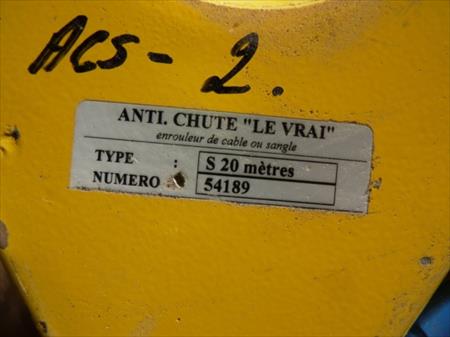 ACS - 2.
ANTI. CHUTE "LE VRAI"
enrouleur de cable ou sangle
TYPE : S 20 mètres
NUMERO : 54189